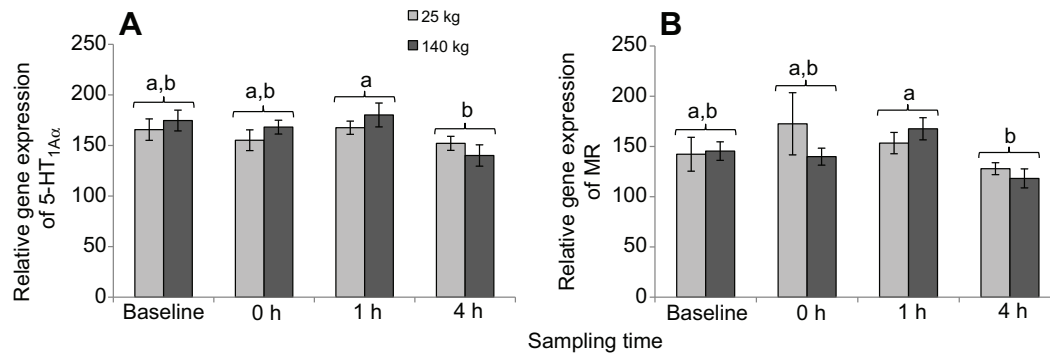 A
25 kg
140 kg
Relative gene expression
of 5-HT1Aα
250
200
150
100
50
0
a,b
a,b
a
b
Baseline
0 h
1 h
4 h
B
Relative gene expression
of MR
250
200
150
100
50
0
a,b
a,b
a
b
Baseline
0 h
1 h
4 h
Sampling time